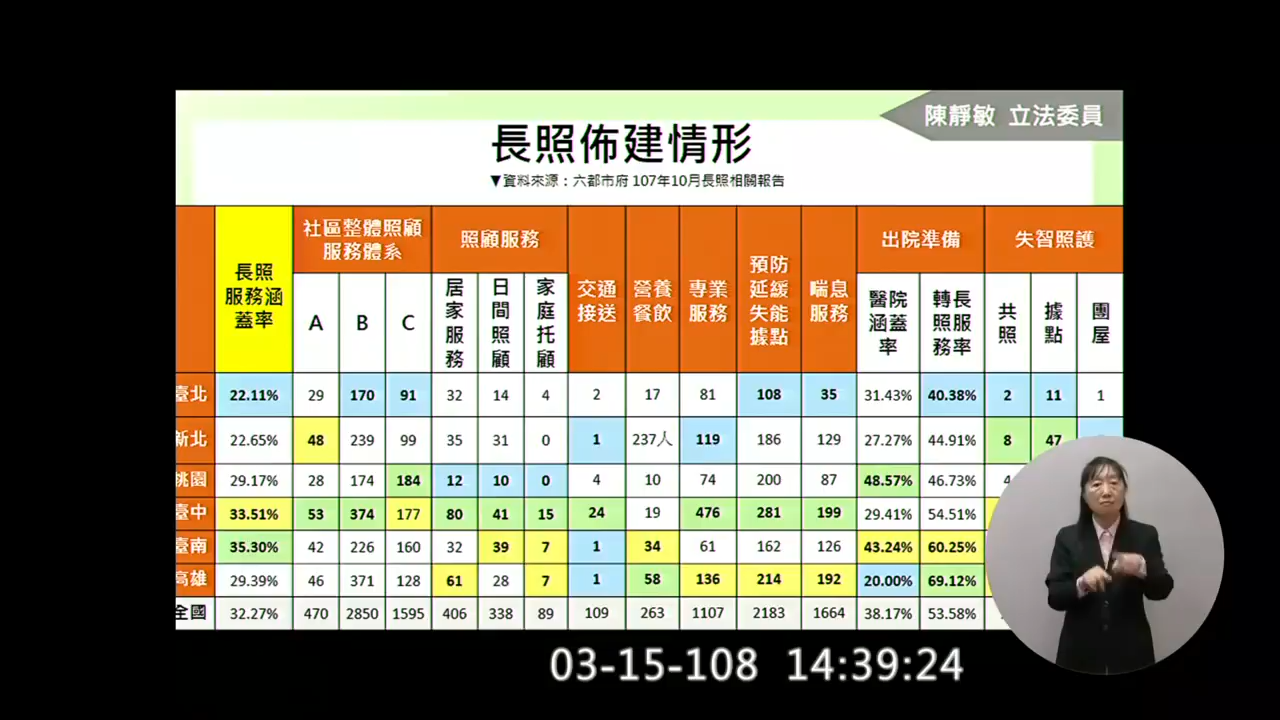 陳靜敏 立法委員
長照佈建情形
▼資料來源：六都市府 107年10月長照相關報告
長照服務涵蓋率 社區整體照顧服務體系 照顧服務 交通接送 營養餐飲 專業服務 預防延緩失能據點 喘息服務 出院準備 失智照護
A B C 居家服務 日間照顧 家庭托顧 醫院涵蓋率 轉長照服務率 共照 據點 團屋
臺北 22.11% 29 170 91 32 14 4 2 17 81 108 35 31.43% 40.38% 2 11 1
新北 22.65% 48 239 99 35 31 0 1 237人 119 186 129 27.27% 44.91% 8 47
桃園 29.17% 28 174 184 12 10 0 4 10 74 200 87 48.57% 46.73%
臺中 33.51% 53 374 177 80 41 15 24 19 476 281 199 29.41% 54.51%
臺南 35.30% 42 226 160 32 39 7 1 34 61 162 126 43.24% 60.25%
高雄 29.39% 46 371 128 61 28 7 1 58 136 214 192 20.00% 69.12%
全國 32.27% 470 2850 1595 406 338 89 109 263 1107 2183 1664 38.17% 53.58%
03-15-108 14:39:24